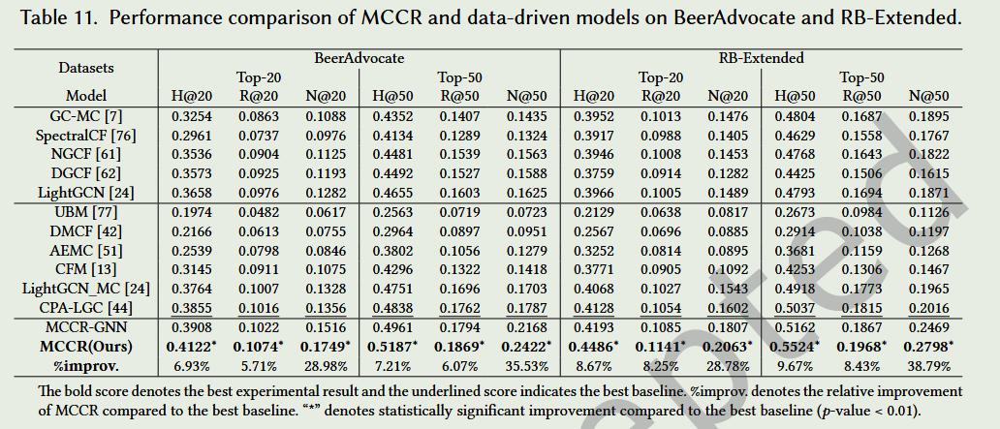 Table 11. Performance comparison of MCCR and data-driven models on BeerAdvocate and RB-Extended.
Datasets BeerAdvocate RB-Extended
Top-20 Top-50 Top-20 Top-50
Model H@20 R@20 N@20 H@50 R@50 N@50 H@20 R@20 N@20 H@50 R@50 N@50
GC-MC [7] 0.3254 0.0863 0.1088 0.4352 0.1407 0.1435 0.3952 0.1013 0.1476 0.4804 0.1687 0.1895
SpectralCF [76] 0.2961 0.0737 0.0976 0.4134 0.1289 0.1324 0.3917 0.0988 0.1405 0.4629 0.1558 0.1767
NGCF [61] 0.3536 0.0904 0.1125 0.4481 0.1539 0.1563 0.3946 0.1008 0.1453 0.4768 0.1643 0.1822
DGCF [62] 0.3573 0.0925 0.1193 0.4492 0.1527 0.1588 0.3759 0.0914 0.1282 0.4425 0.1506 0.1615
LightGCN [24] 0.3658 0.0976 0.1282 0.4655 0.1603 0.1625 0.3966 0.1005 0.1489 0.4793 0.1694 0.1871
UBM [77] 0.1974 0.0482 0.0617 0.2563 0.0719 0.0723 0.2129 0.0638 0.0817 0.2673 0.0984 0.1126
DMCF [42] 0.2166 0.0613 0.0755 0.2964 0.0897 0.0951 0.2567 0.0696 0.0885 0.2914 0.1038 0.1197
AEMC [51] 0.2539 0.0798 0.0846 0.3802 0.1056 0.1279 0.3252 0.0814 0.0895 0.3681 0.1159 0.1268
CFM [13] 0.3145 0.0911 0.1075 0.4296 0.1322 0.1418 0.3771 0.0905 0.1092 0.4253 0.1306 0.1467
LightGCN_MC [24] 0.3764 0.1007 0.1328 0.4751 0.1696 0.1703 0.4068 0.1027 0.1543 0.4918 0.1773 0.1965
CPA-LGC [44] 0.3855 0.1016 0.1356 0.4838 0.1762 0.1787 0.4128 0.1054 0.1602 0.5037 0.1815 0.2016
MCCR-GNN 0.3908 0.1022 0.1516 0.4961 0.1794 0.2168 0.4193 0.1085 0.1807 0.5162 0.1867 0.2469
MCCR(Ours) 0.4122* 0.1074* 0.1749* 0.5187* 0.1869* 0.2422* 0.4486* 0.1141* 0.2063* 0.5524* 0.1968* 0.2798*
%improv. 6.93% 5.71% 28.98% 7.21% 6.07% 35.53% 8.67% 8.25% 28.78% 9.67% 8.43% 38.79%
The bold score denotes the best experimental result and the underlined score indicates the best baseline. %improv. denotes the relative improvement
of MCCR compared to the best baseline. “*” denotes statistically significant improvement compared to the best baseline (p-value < 0.01).
epted